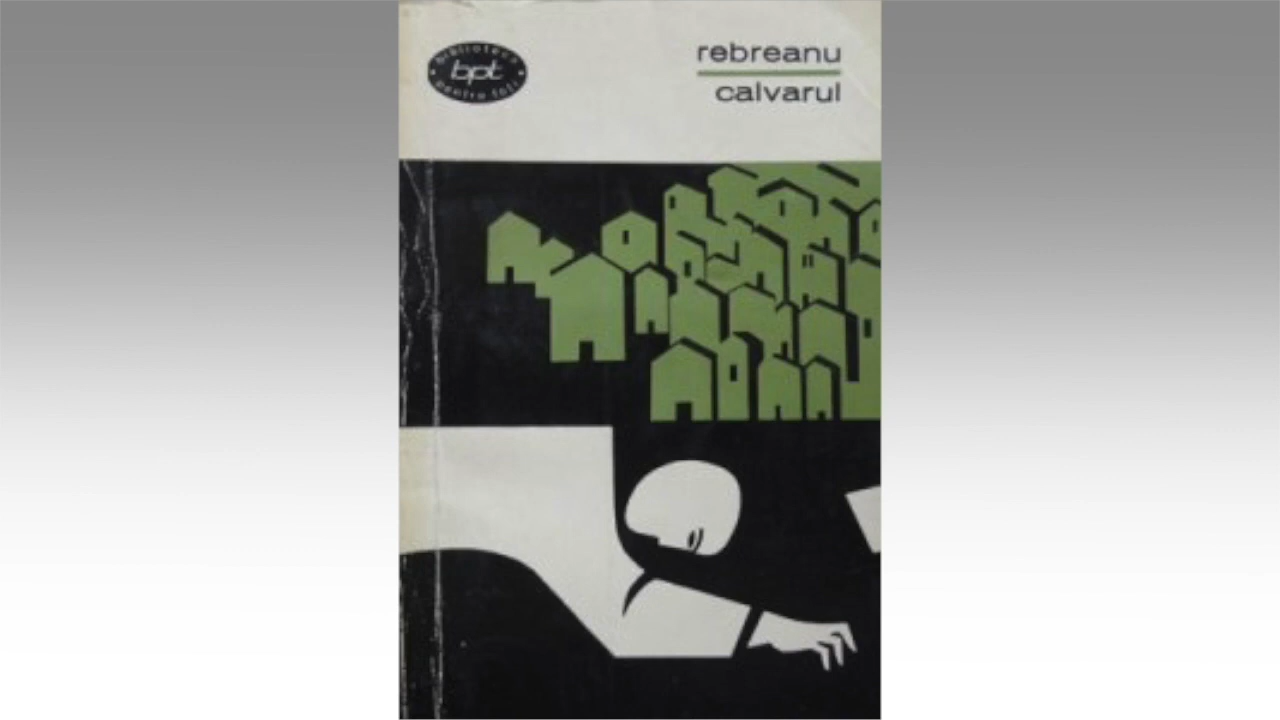 biblioteca
bpt
pentru toți
rebreanu
calvarul